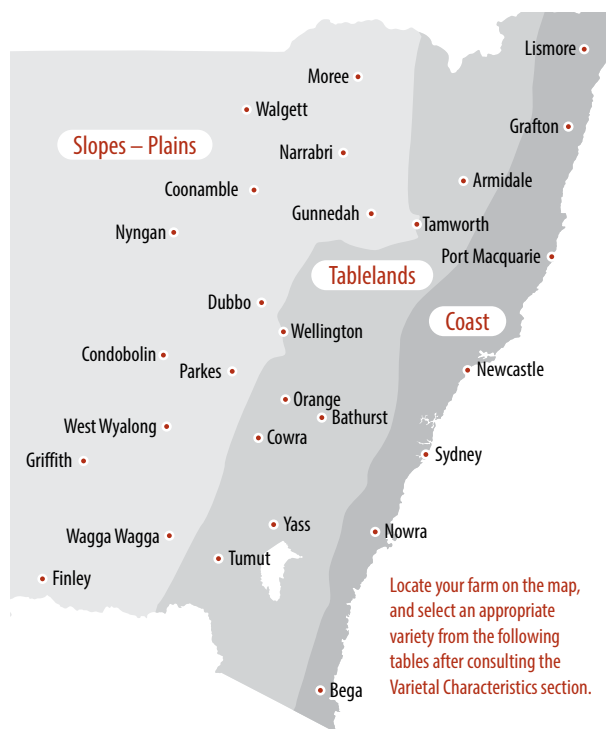 Lismore
Moree
Walgett
Grafton
Slopes – Plains
Narrabri
Armidale
Coonamble
Gunnedah
Tamworth
Nyngan
Port Macquarie
Tablelands
Dubbo
Coast
Wellington
Condobolin
Parkes
Newcastle
Orange
Bathurst
West Wyalong
Cowra
Sydney
Griffith
Yass
Nowra
Wagga Wagga
Tumut
Finley
Locate your farm on the map,
and select an appropriate
variety from the following
tables after consulting the
Varietal Characteristics section.
Bega